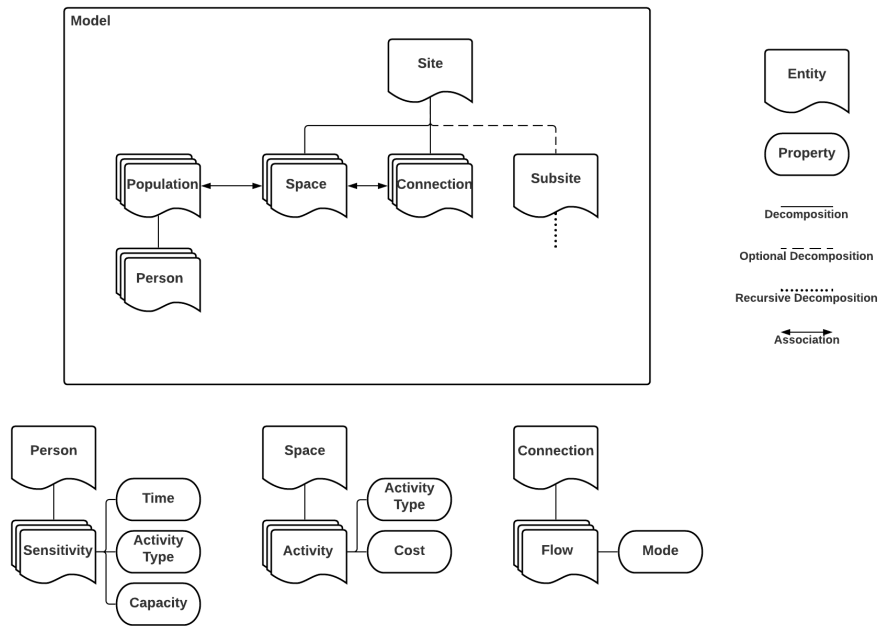 Model
Site
Entity
Property
Population
Space
Connection
Subsite
Decomposition
Optional Decomposition
Person
Recursive Decomposition
Association
Person
Space
Connection
Time
Activity
Type
Sensitivity
Activity
Type
Capacity
Activity
Cost
Flow
Mode